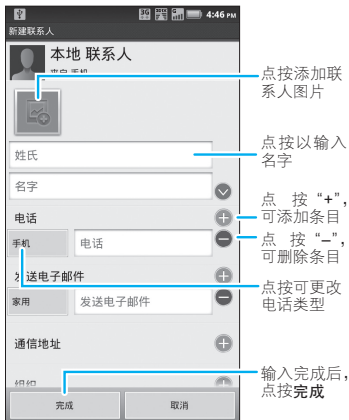 3G 4:46 PM
新建联系人
本地 联系人
来自 手机
点按添加联
系人图片
姓氏
点按以输入
名字
名字
电话
点 按 “+”,
可添加条目
手机
电话
点 按 “–”,
可删除条目
发送电子邮件
点按可更改
电话类型
家用
发送电子邮件
通信地址
组织
输入完成后,
点按完成
完成
取消